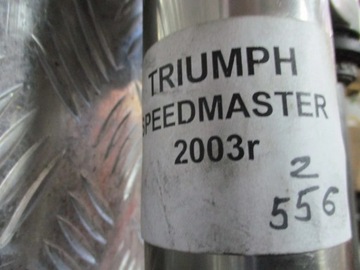 TRIUMPH
SPEEDMASTER
2003r
2
556